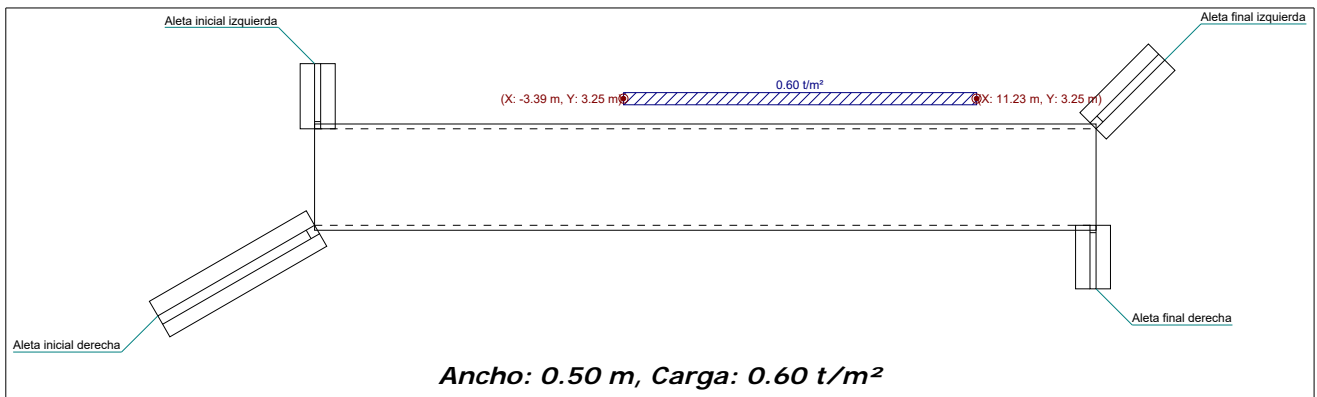 Aleta inicial izquierda
Aleta final izquierda
0.60 t/m²
(X: -3.39 m, Y: 3.25 m)
(X: 11.23 m, Y: 3.25 m)
Aleta final derecha
Aleta inicial derecha
Ancho: 0.50 m, Carga: 0.60 t/m²